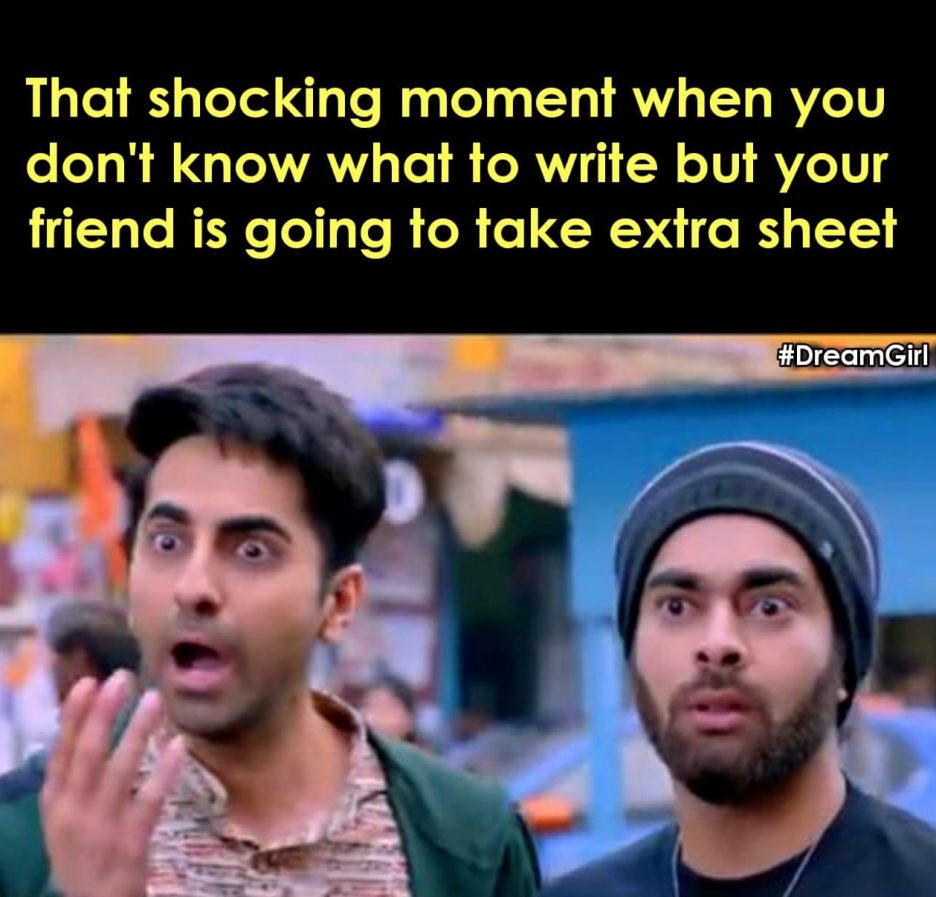 That shocking moment when you
don't know what to write but your
friend is going to take extra sheet
#DreamGirl